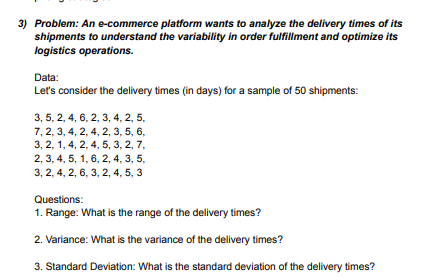 3) Problem: An e-commerce platform wants to analyze the delivery times of its
shipments to understand the variability in order fulfillment and optimize its
logistics operations.
Data:
Let's consider the delivery times (in days) for a sample of 50 shipments:
3, 5, 2, 4, 6, 2, 3, 4, 2, 5,
7, 2, 3, 4, 2, 4, 2, 3, 5, 6,
3, 2, 1, 4, 2, 4, 5, 3, 2, 7,
2, 3, 4, 5, 1, 6, 2, 4, 3, 5,
3, 2, 4, 2, 6, 3, 2, 4, 5, 3
Questions:
1. Range: What is the range of the delivery times?
2. Variance: What is the variance of the delivery times?
3. Standard Deviation: What is the standard deviation of the delivery times?